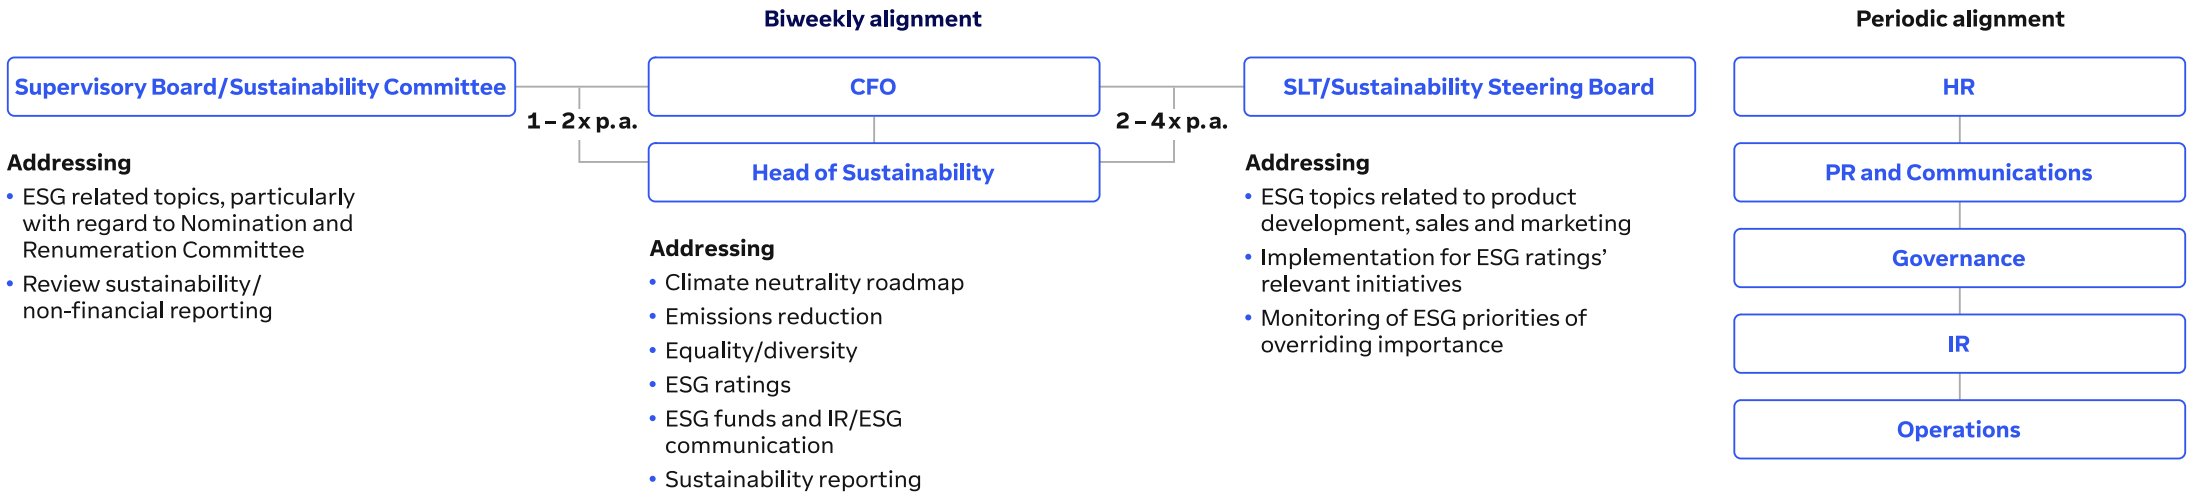 Biweekly alignment
Periodic alignment
Supervisory Board/Sustainability Committee
1 – 2 x p. a.
CFO
2 – 4 x p. a.
SLT/Sustainability Steering Board
Head of Sustainability
Addressing
• ESG related topics, particularly
with regard to Nomination and
Renumeration Committee
• Review sustainability/
non-financial reporting
Addressing
• Climate neutrality roadmap
• Emissions reduction
• Equality/diversity
• ESG ratings
• ESG funds and IR/ESG
communication
• Sustainability reporting
Addressing
• ESG topics related to product
development, sales and marketing
• Implementation for ESG ratings’
relevant initiatives
• Monitoring of ESG priorities of
overriding importance
HR
PR and Communications
Governance
IR
Operations